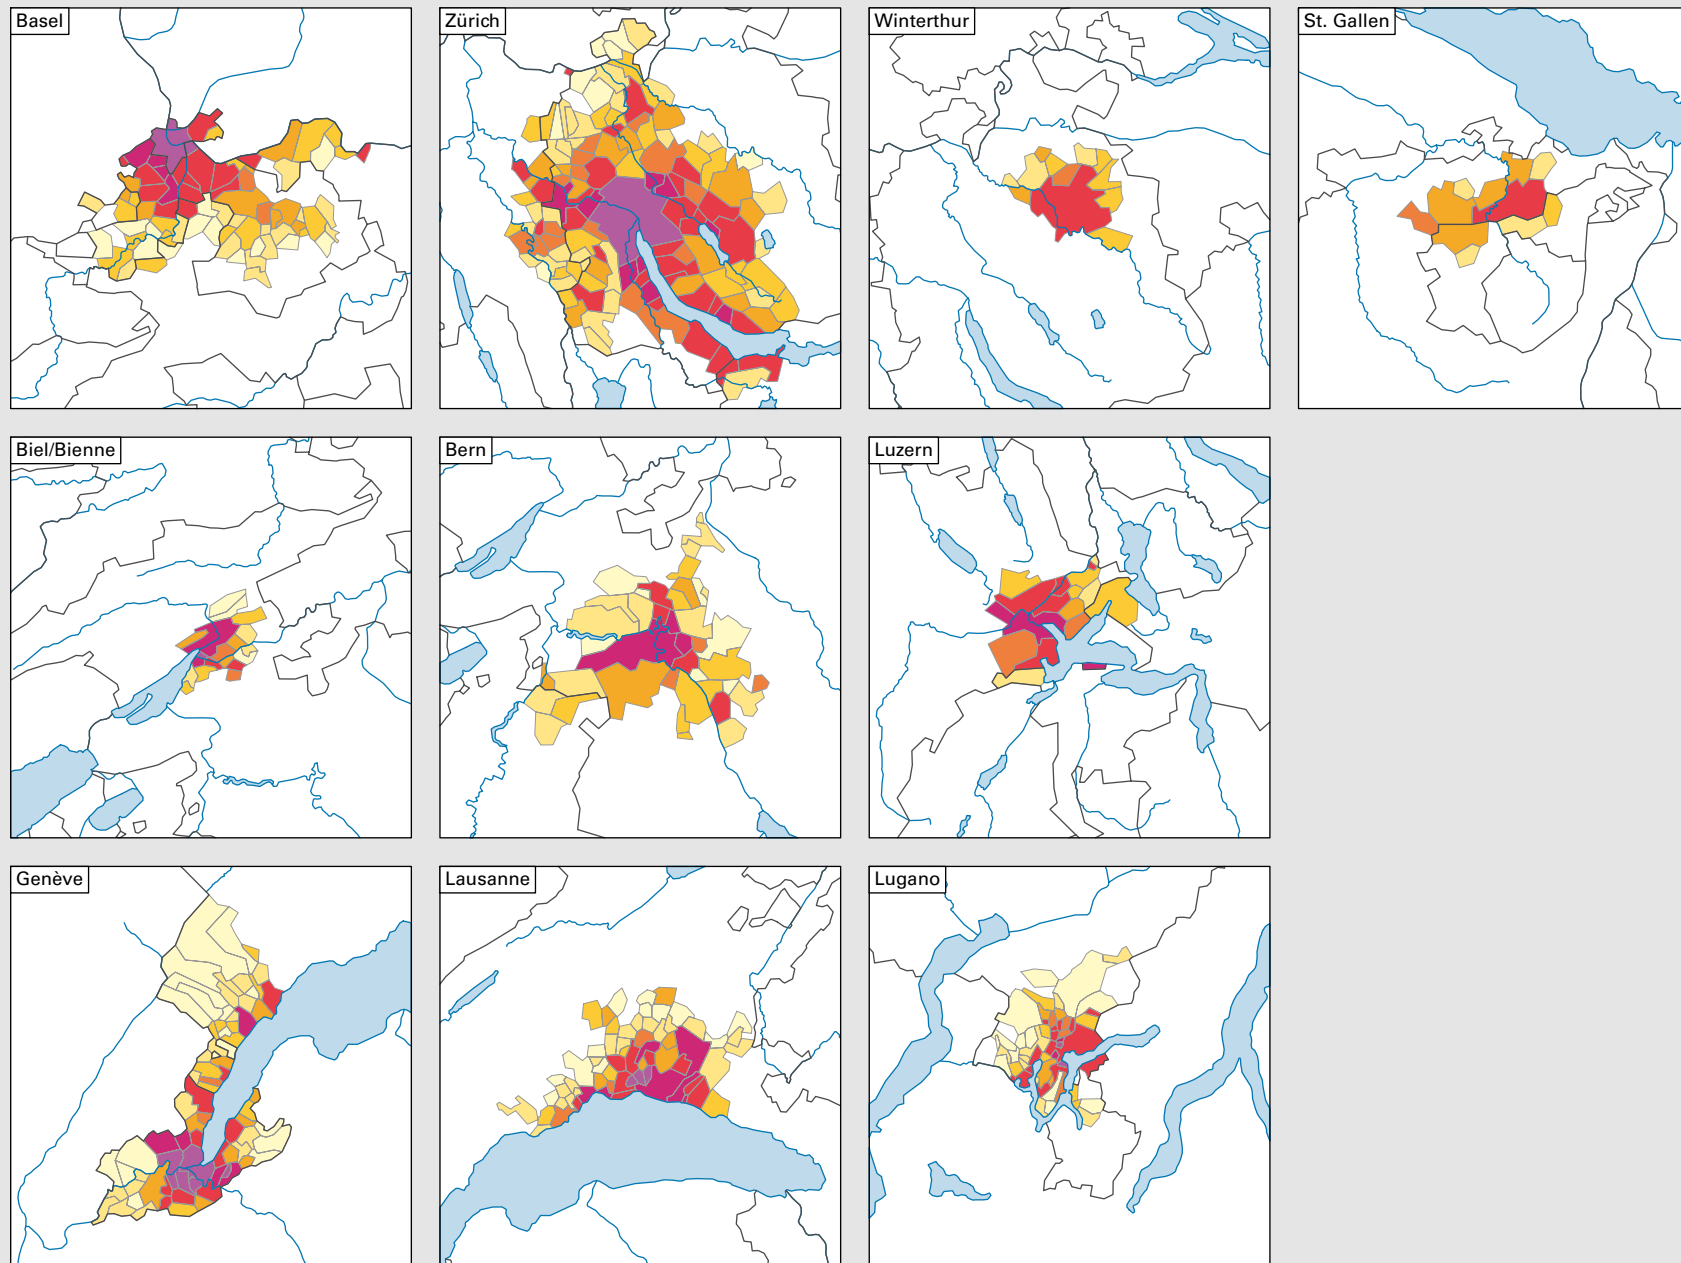 Basel
Zürich
Winterthur
St. Gallen
Biel/Bienne
Bern
Luzern
Genève
Lausanne
Lugano